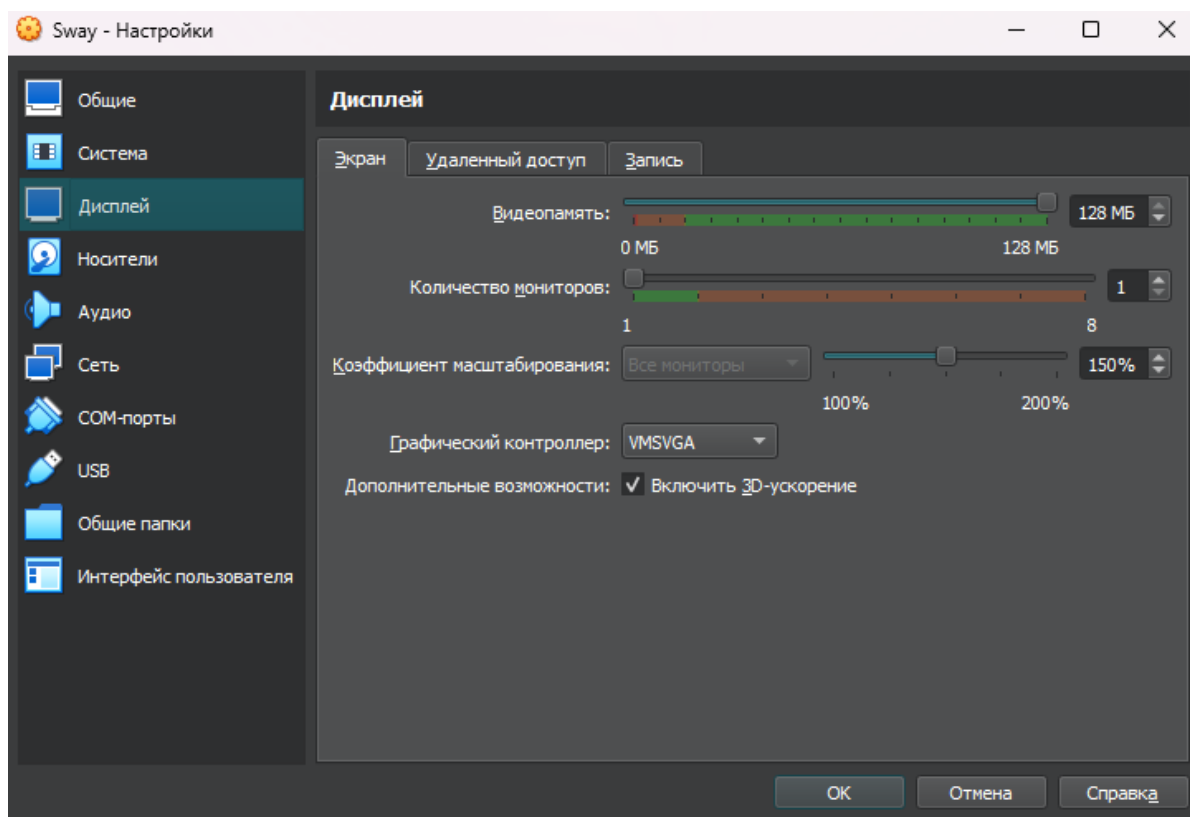 Sway - Настройки
Общие
Система
Дисплей
Носители
Аудио
Сеть
COM-порты
USB
Общие папки
Интерфейс пользователя
Дисплей
Экран
Удаленный доступ
Запись
Видеопамять:
128 МБ
0 МБ
128 МБ
Количество мониторов:
1
1
8
Коэффициент масштабирования:
Все мониторы
150%
100%
200%
Графический контроллер:
VMSVGA
Дополнительные возможности:
Включить 3D-ускорение
OK
Отмена
Справка